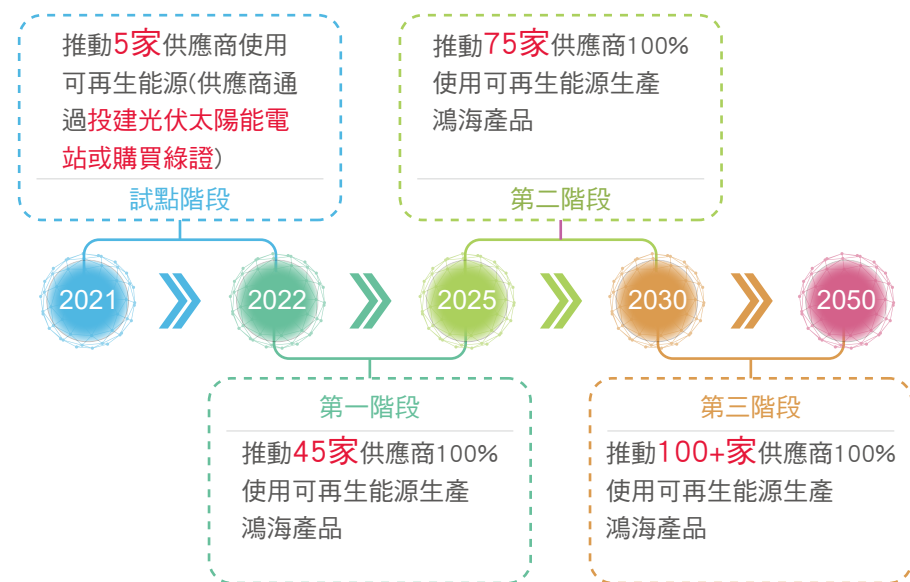 推動5家供應商使用
可再生能源(供應商通
過投建光伏太陽能電
站或購買綠證)
試點階段
推動75家供應商100%
使用可再生能源生產
鴻海產品
第二階段
2021
2022
2025
2030
2050
第一階段
推動45家供應商100%
使用可再生能源生產
鴻海產品
第三階段
推動100+家供應商100%
使用可再生能源生產
鴻海產品